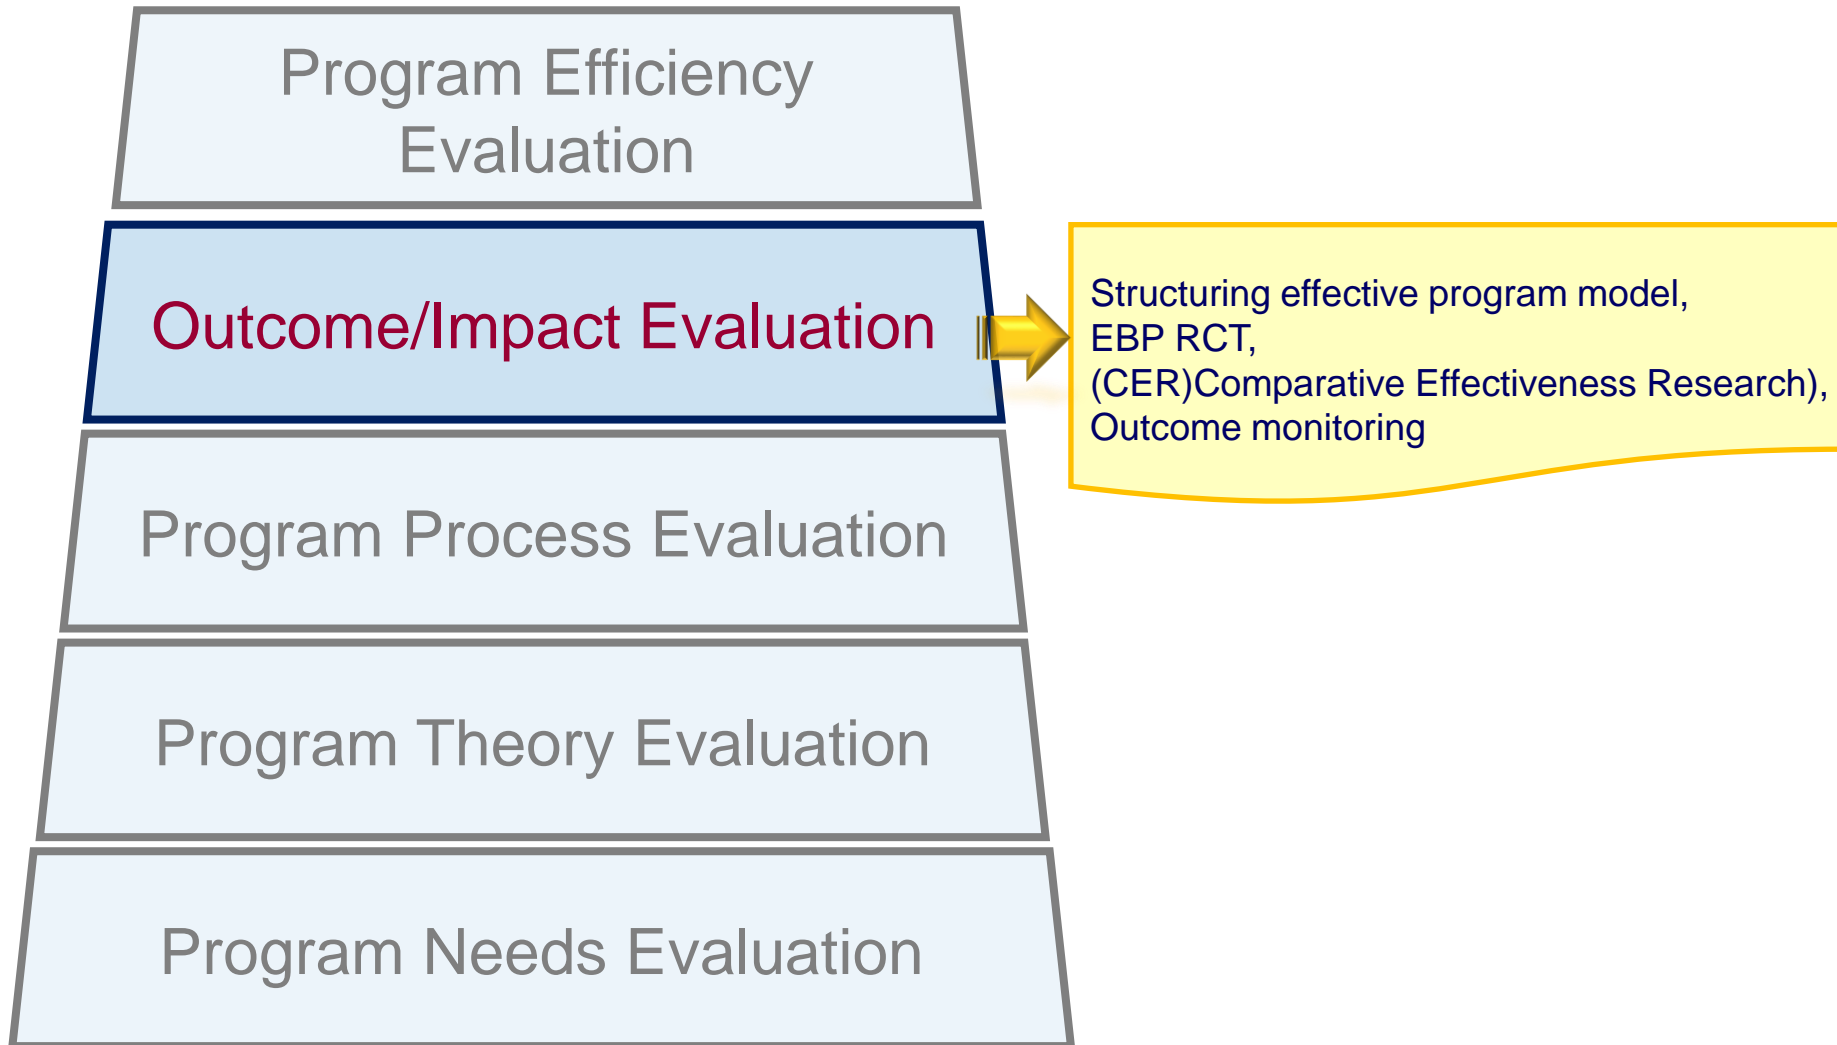 Program Efficiency
Evaluation
Outcome/Impact Evaluation
Structuring effective program model,
EBP RCT,
(CER)Comparative Effectiveness Research),
Outcome monitoring
Program Process Evaluation
Program Theory Evaluation
Program Needs Evaluation